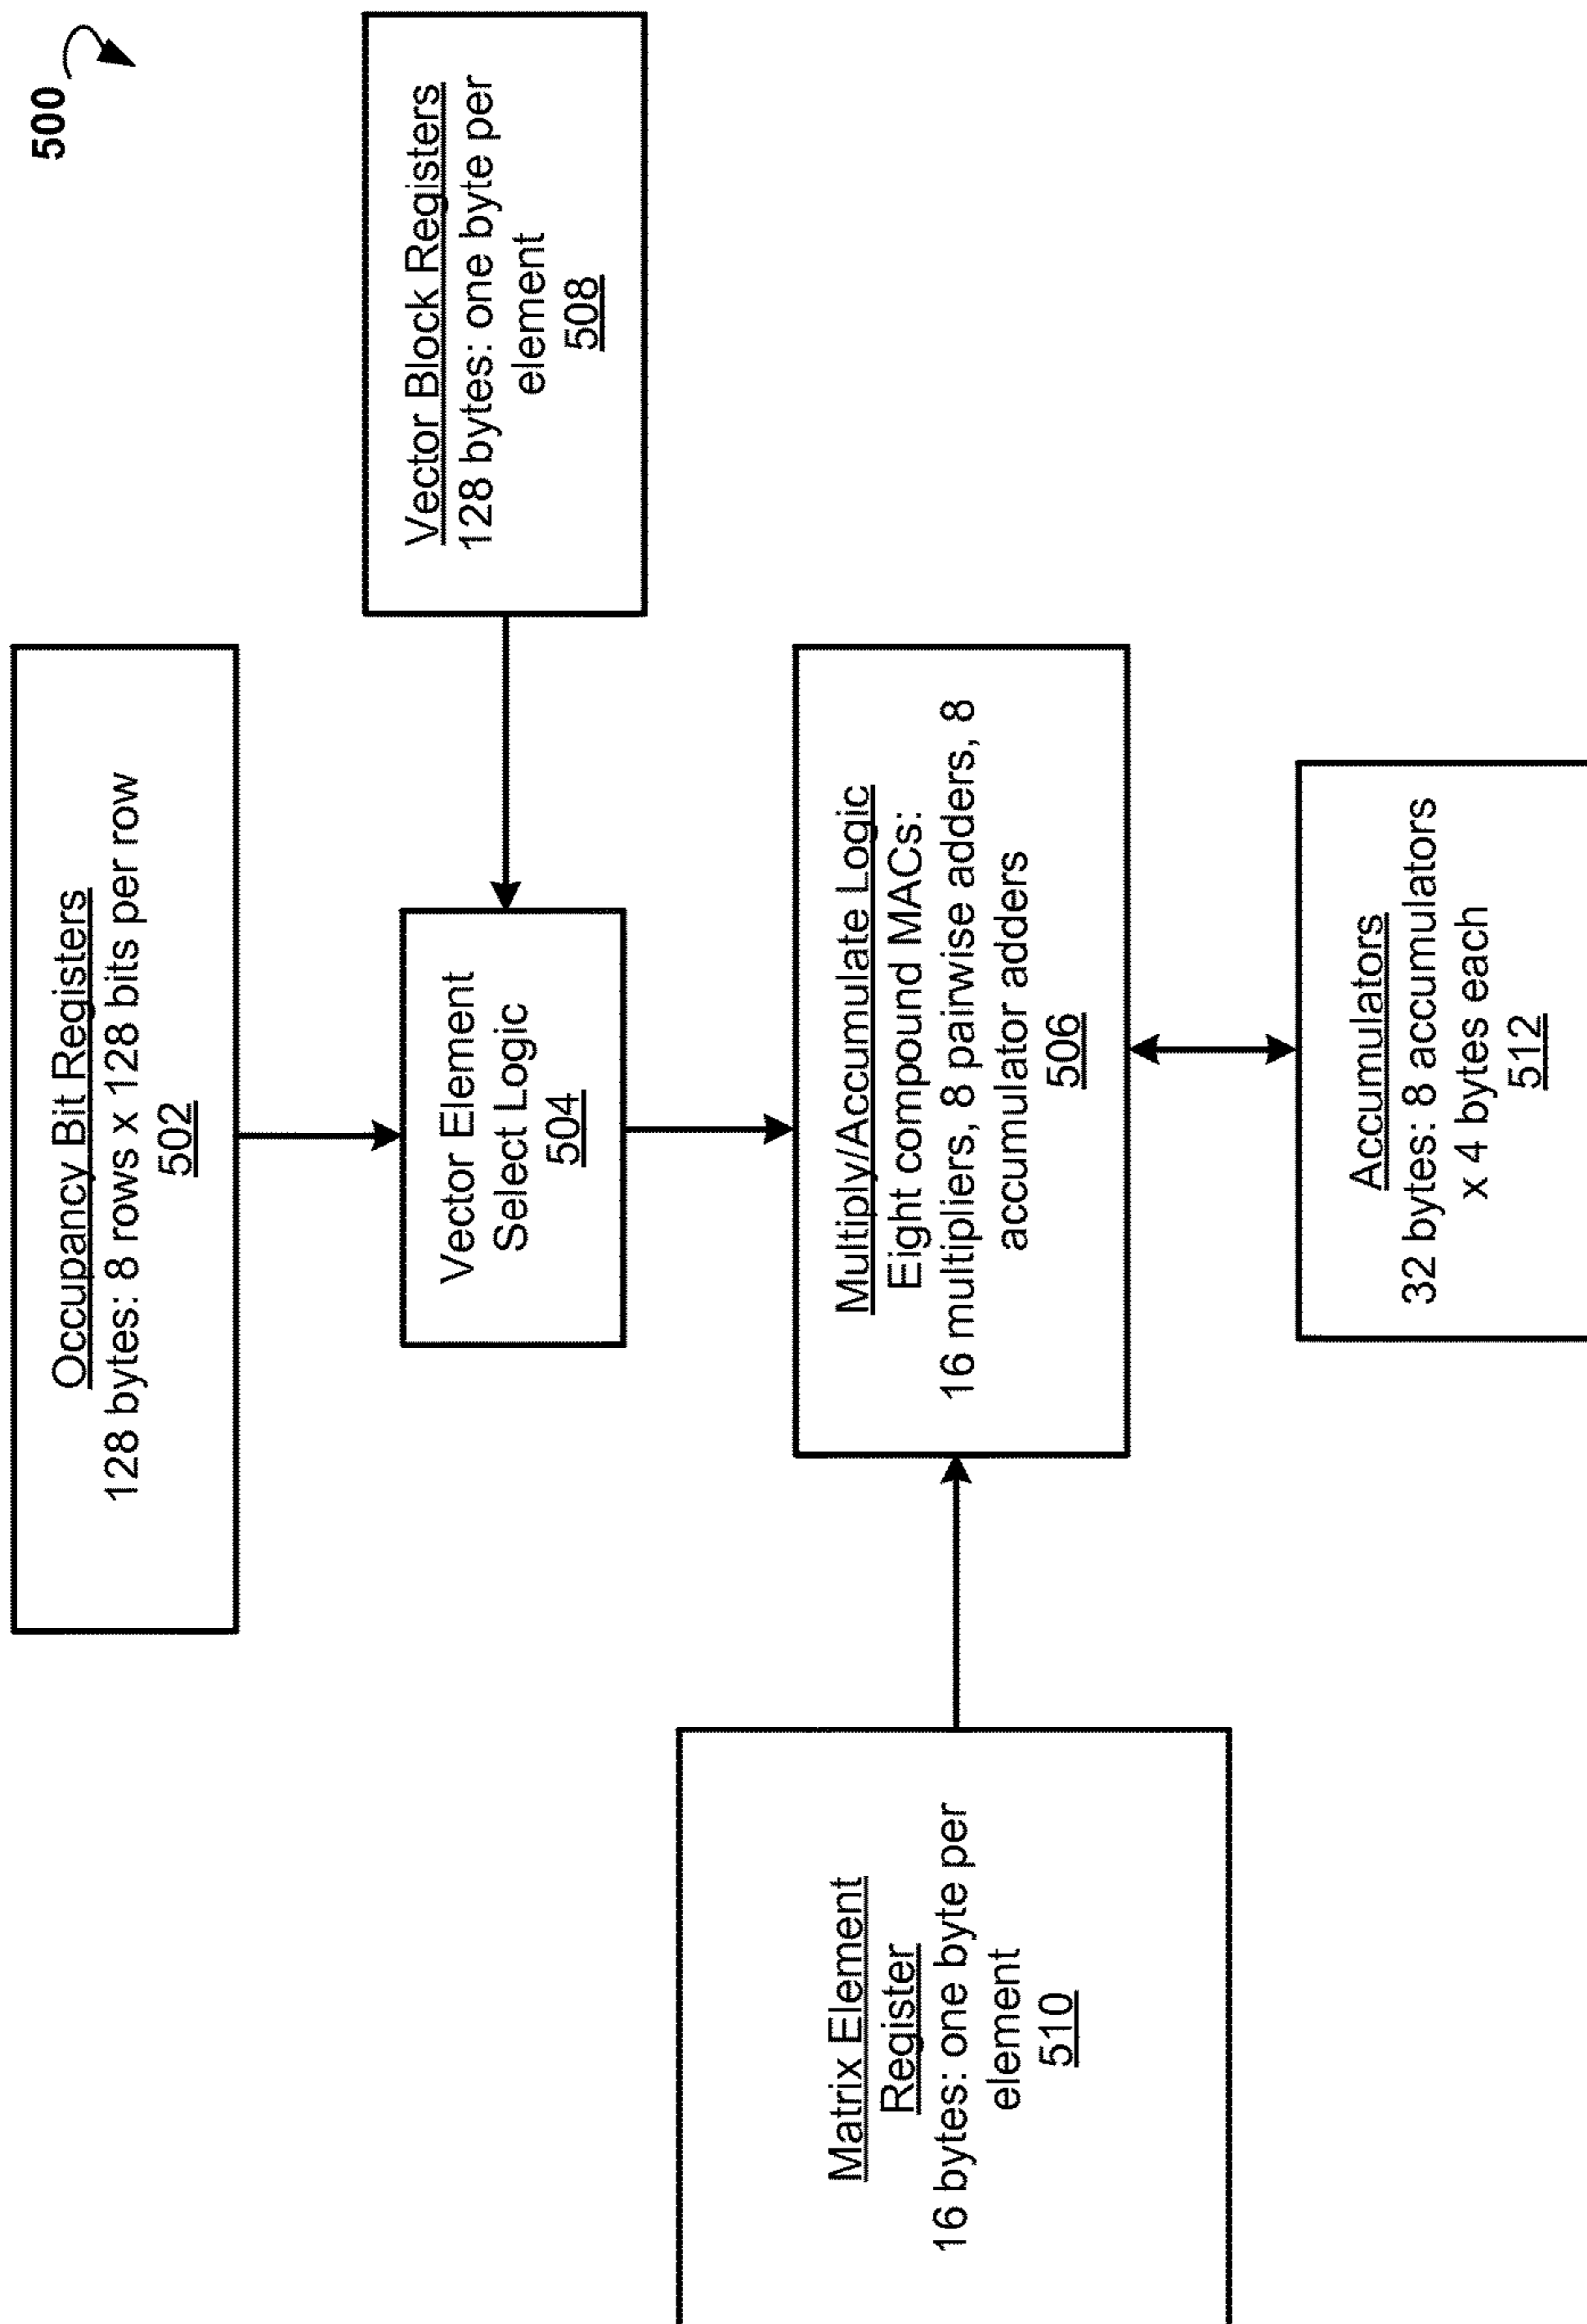 500
Occupancy Bit Registers
128 bytes: 8 rows x 128 bits per row
502
Vector Element
Select Logic
504
Vector Block Registers
128 bytes: one byte per
element
508
Matrix Element
Register
16 bytes: one byte per
element
510
Multiply/Accumulate Logic
Eight compound MACs:
16 multipliers, 8 pairwise adders, 8
accumulator adders
506
Accumulators
32 bytes: 8 accumulators
x 4 bytes each
512